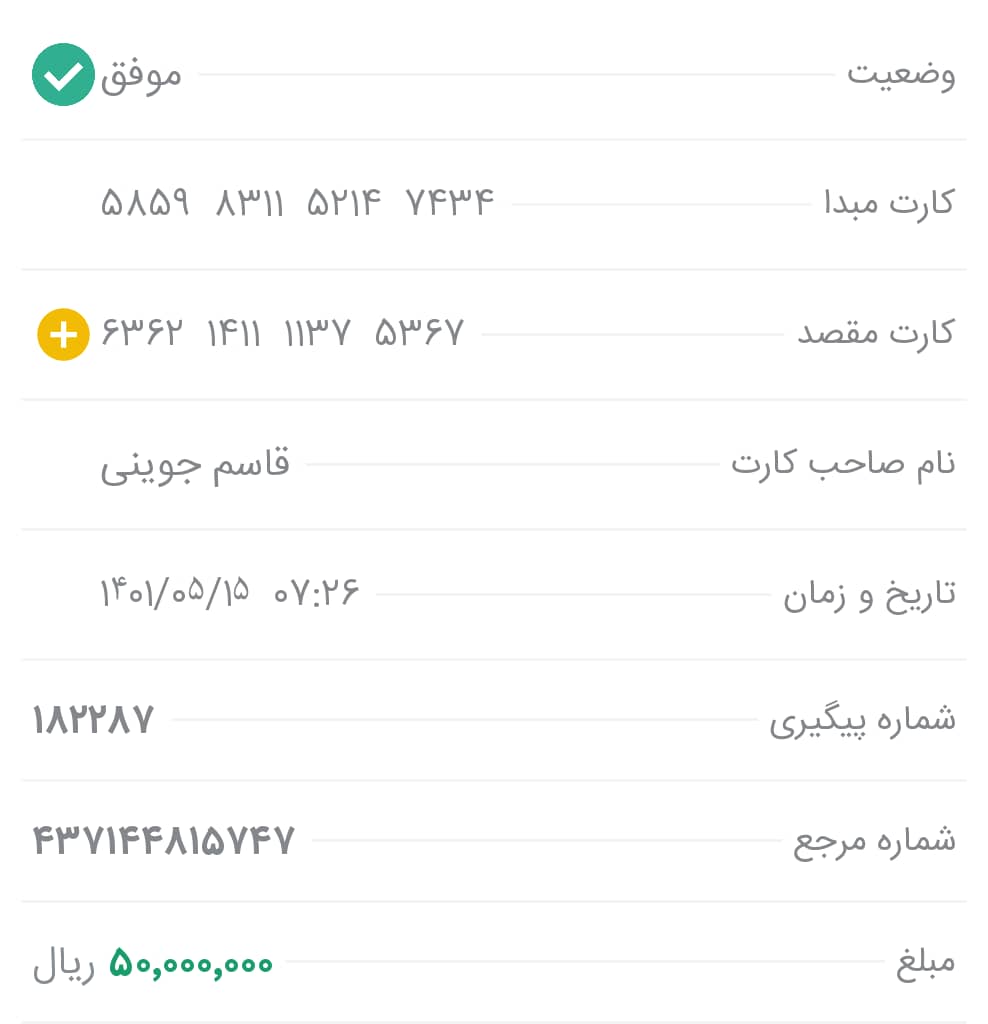 وضعیت موفق
کارت مبدا ۵۸۵۹ ۸۳۱۱ ۵۲۱۴ ۷۴۳۴
کارت مقصد ۶۳۶۲ ۱۴۱۱ ۱۱۳۷ ۵۳۶۷
نام صاحب کارت قاسم جوینی
تاریخ و زمان ۱۴۰۱/۰۵/۱۵ ۰۷:۲۶
شماره پیگیری ۱۸۲۲۸۷
شماره مرجع ۴۳۷۱۴۴۸۱۵۷۴۷
مبلغ ۵۰,۰۰۰,۰۰۰ ریال